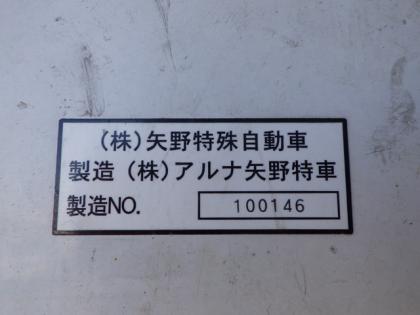 (株)矢野特殊自動車
製造 (株)アルナ矢野特車
製造NO. 100146